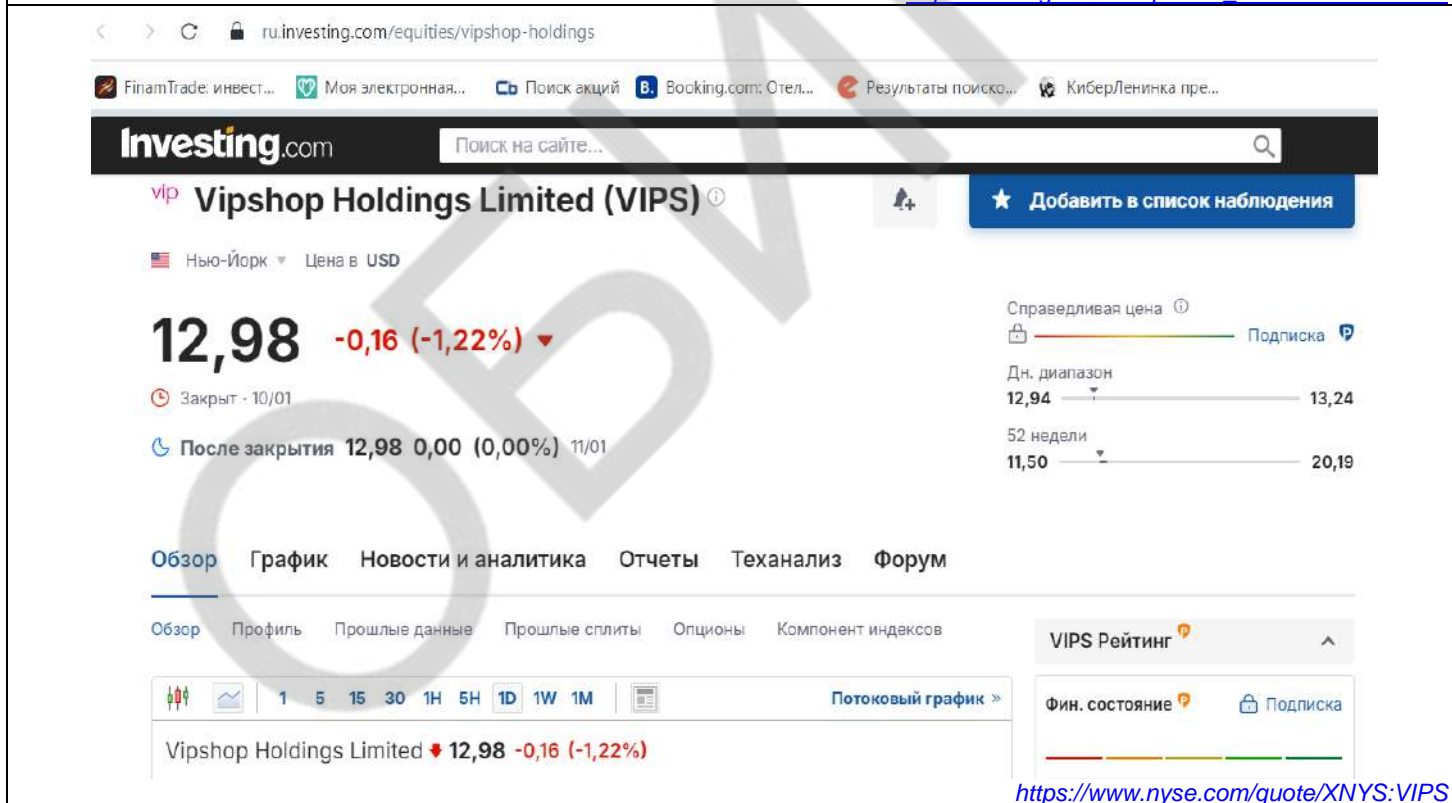 ru.investing.com/equities/vipshop-holdings
FinamTrade: инвест... Моя электронная... Сь Поиск акций B. Booking.com: Отел... Результаты поиско... КиберЛенинка пре...
Investing.com Поиск на сайте...
vip Vipshop Holdings Limited (VIPS) Добавить в список наблюдения
Нью-Йорк Цена в USD
Справедливая цена
12,98 -0,16 (-1,22%) Подписка
Дн. диапазон
Закрыт · 10/01 12,94 13,24
52 недели
После закрытия 12,98 0,00 (0,00%) 11/01
11,50 20,19
Обзор График Новости и аналитика Отчеты Теханализ Форум
Обзор Профиль Прошлые данные Прошлые сплиты Опционы Компонент индексов
VIPS Рейтинг
1 5 15 30 1H 5H 1D 1W 1M Потоковый график »
Фин. состояние Подписка
Vipshop Holdings Limited 12,98 -0,16 (-1,22%)
https://www.nyse.com/quote/XNYS:VIPS